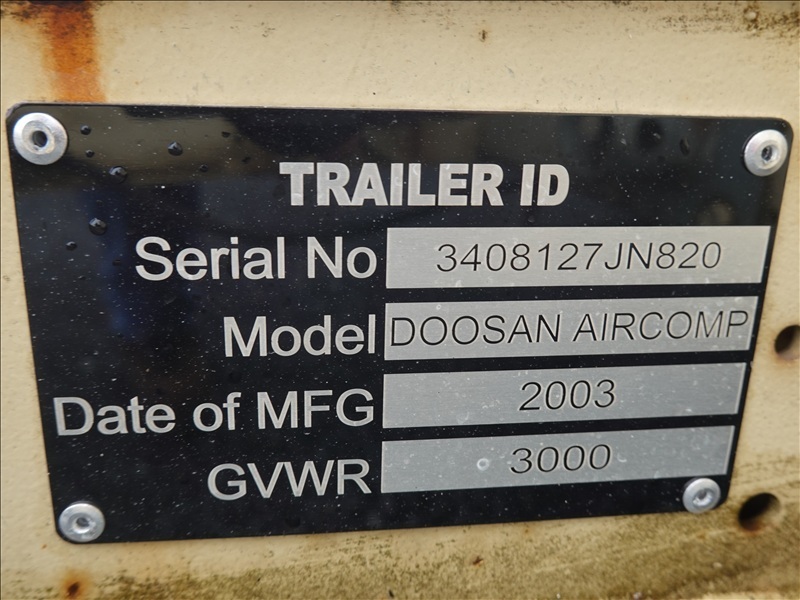 TRAILER ID
Serial No 3408127JN820
Model DOOSAN AIRCOMP
Date of MFG 2003
GVWR 3000